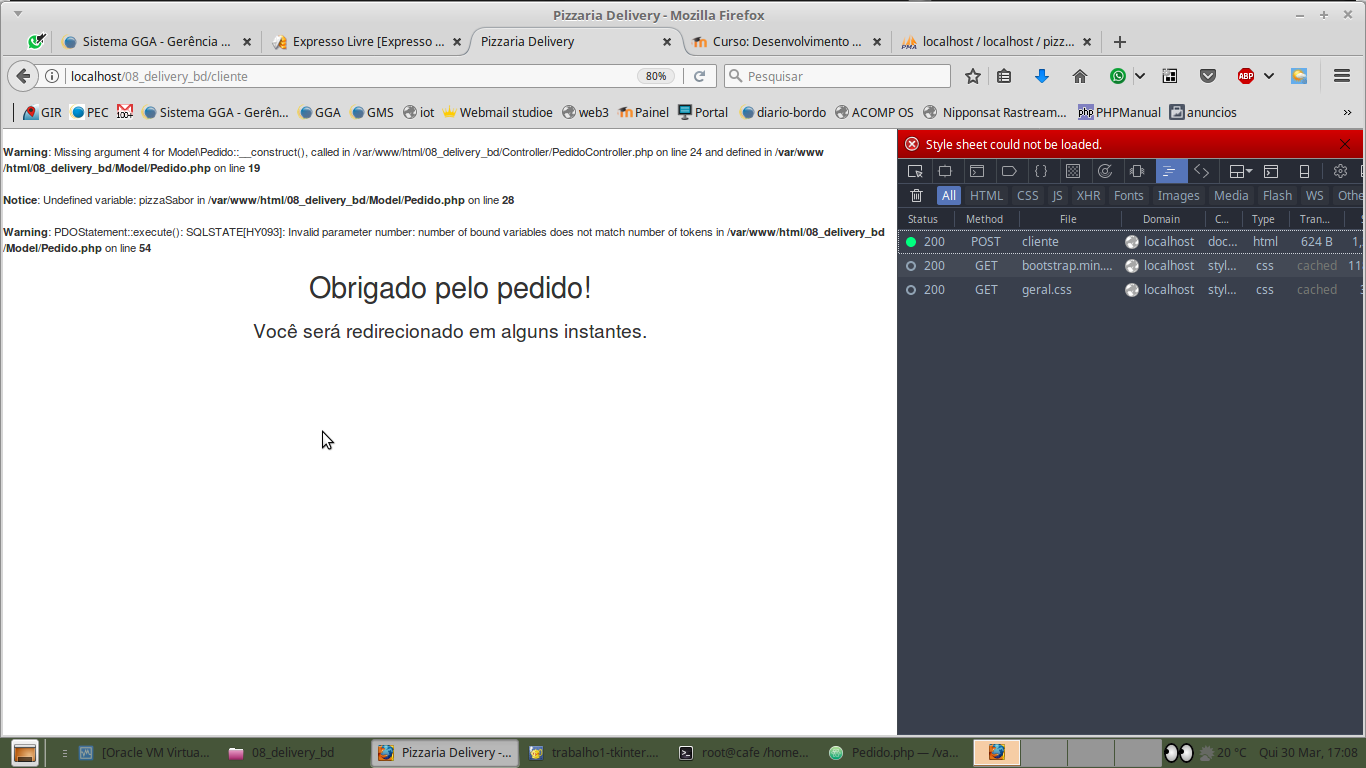 Pizzaria Delivery - Mozilla Firefox
Sistema GGA - Gerência ...
Expresso Livre [Expresso ...
Pizzaria Delivery
Curso: Desenvolvimento ...
PMA
localhost / localhost / pizz...
localhost/08_delivery_bd/cliente
80%
Pesquisar
ABP
GIR
PEC
100+
Sistema GGA - Gerên...
GGA
GMS
iot
Webmail studioe
web3
Painel
Portal
diario-bordo
ACOMP OS
Nipponsat Rastream...
php
PHPManual
anuncios
Warning: Missing argument 4 for Model\Pedido::__construct(), called in /var/www/html/08_delivery_bd/Controller/PedidoController.php on line 24 and defined in /var/www
/html/08_delivery_bd/Model/Pedido.php on line 19
Notice: Undefined variable: pizzaSabor in /var/www/html/08_delivery_bd/Model/Pedido.php on line 28
Warning: PDOStatement::execute(): SQLSTATE[HY093]: Invalid parameter number: number of bound variables does not match number of tokens in /var/www/html/08_delivery_bd
/Model/Pedido.php on line 54
Obrigado pelo pedido!
Você será redirecionado em alguns instantes.
Style sheet could not be loaded.
All HTML CSS JS XHR Fonts Images Media Flash WS Othe
Status Method File Domain C... Type Tran... S
200 POST cliente localhost doc... html 624 B 1,
200 GET bootstrap.min.... localhost styl... css cached 11
200 GET geral.css localhost styl... css cached 3
[Oracle VM Virtua...
08_delivery_bd
Pizzaria Delivery -...
trabalho1-tkinter....
root@cafe /home...
Pedido.php — /va...
20 °C
Qui 30 Mar, 17:08